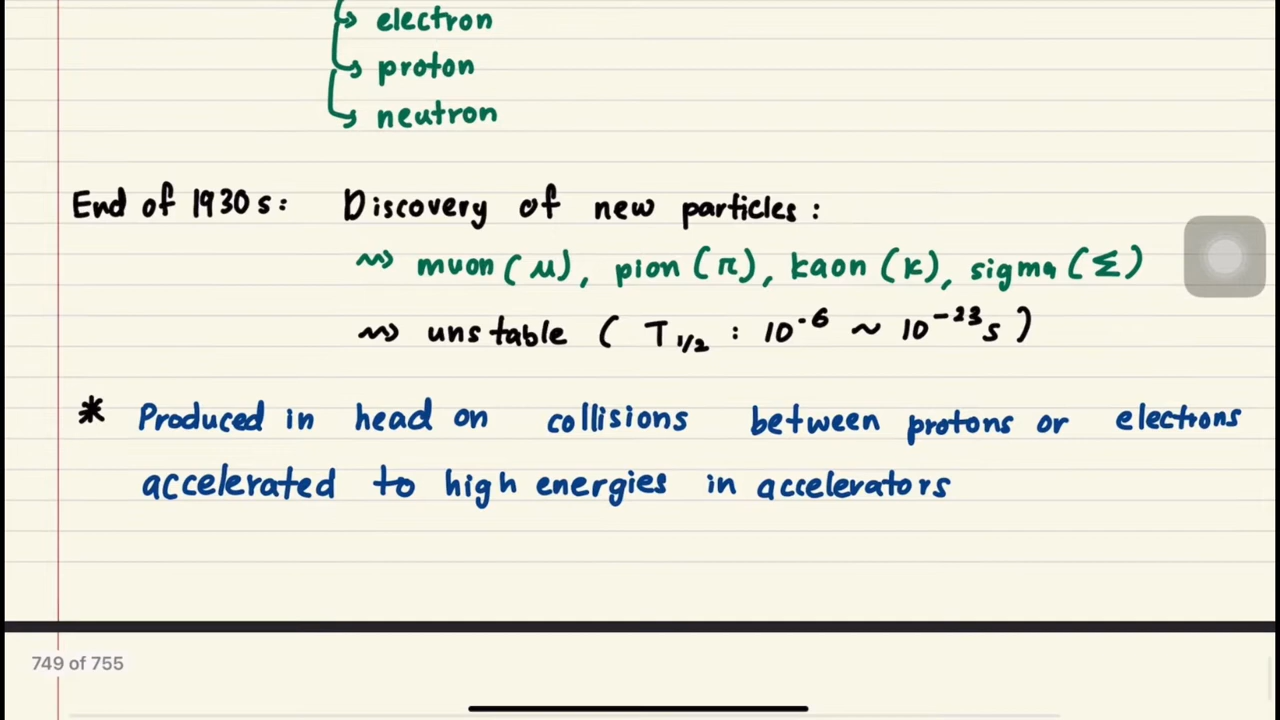 electron
proton
neutron
End of 1930s: Discovery of new particles:
⇝ muon (μ), pion (π), kaon (K), sigma (Σ)
⇝ unstable ( T1/2 : 10^-6 ~ 10^-23 s )
* Produced in head on collisions between protons or electrons
accelerated to high energies in accelerators
749 of 755